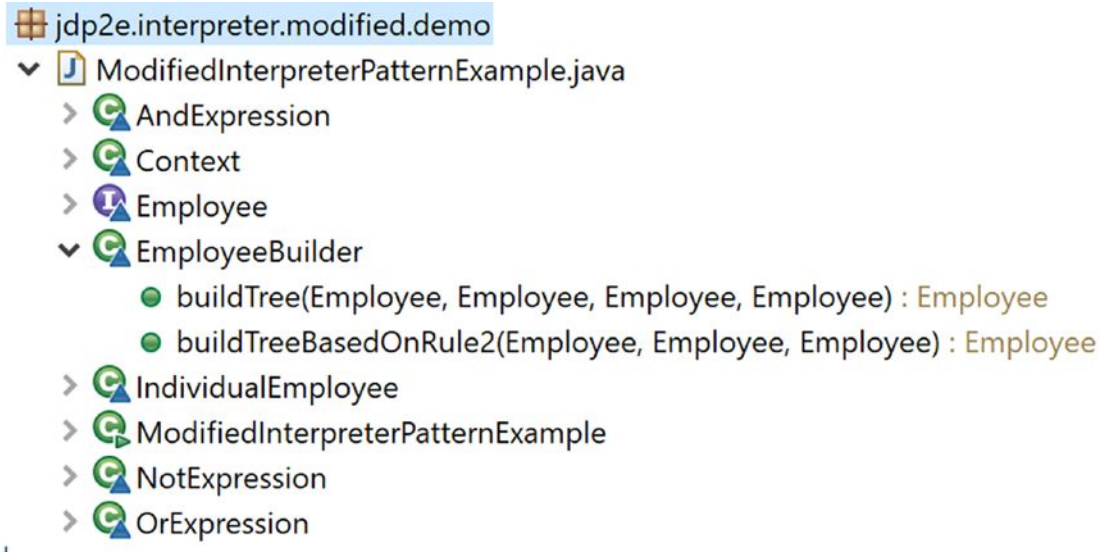 jdp2e.interpreter.modified.demo
ModifiedInterpreterPatternExample.java
AndExpression
Context
Employee
EmployeeBuilder
buildTree(Employee, Employee, Employee, Employee) : Employee
buildTreeBasedOnRule2(Employee, Employee, Employee) : Employee
IndividualEmployee
ModifiedInterpreterPatternExample
NotExpression
OrExpression